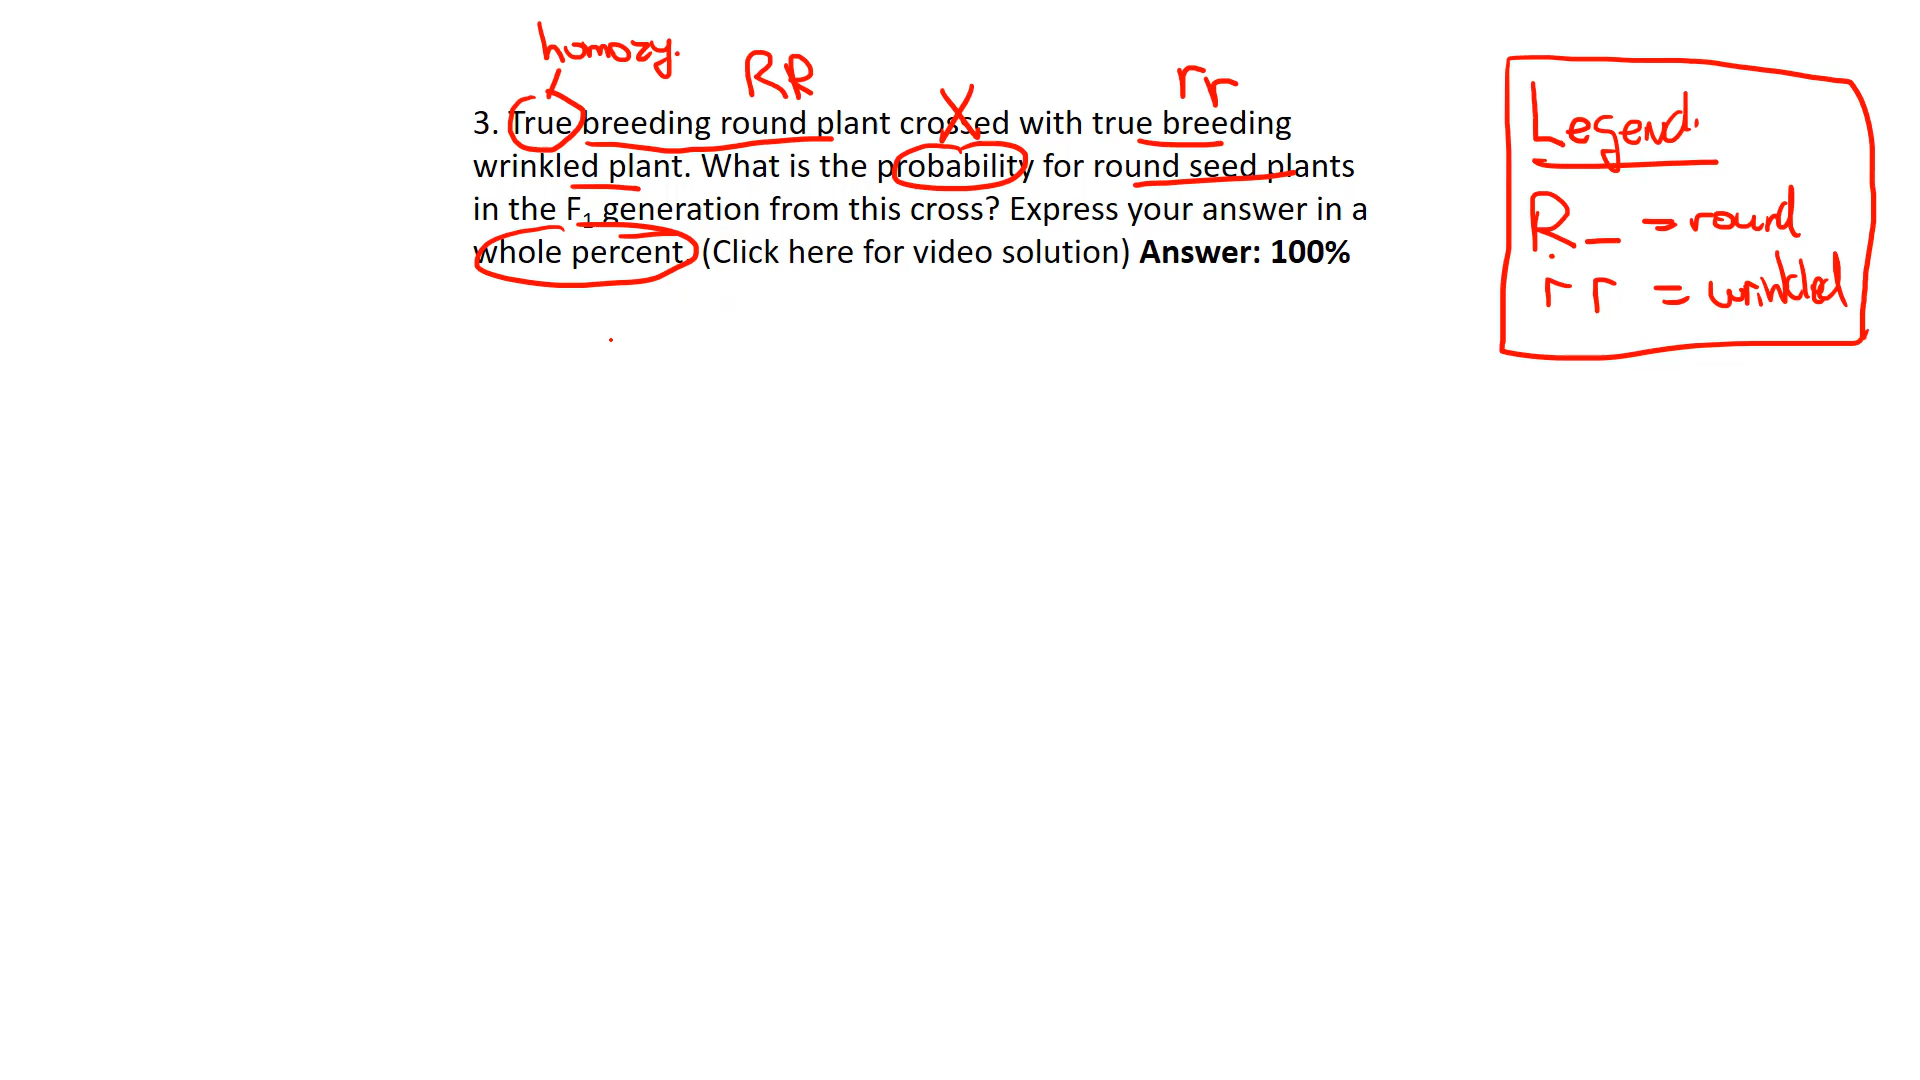 homozy.
RR X rr
3. True breeding round plant crossed with true breeding
wrinkled plant. What is the probability for round seed plants
in the F1 generation from this cross? Express your answer in a
whole percent. (Click here for video solution) Answer: 100%
Legend.
R_ = round
rr = wrinkled